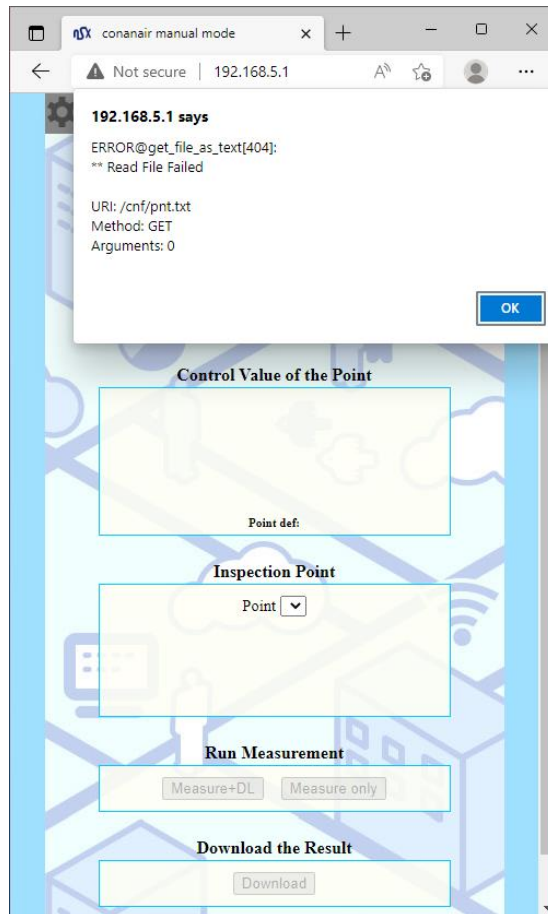 nsx conanair manual mode
Not secure 192.168.5.1
192.168.5.1 says
ERROR@get_file_as_text[404]:
** Read File Failed
URI: /cnf/pnt.txt
Method: GET
Arguments: 0
OK
Control Value of the Point
Point def:
Inspection Point
Point
Run Measurement
Measure+DL Measure only
Download the Result
Download